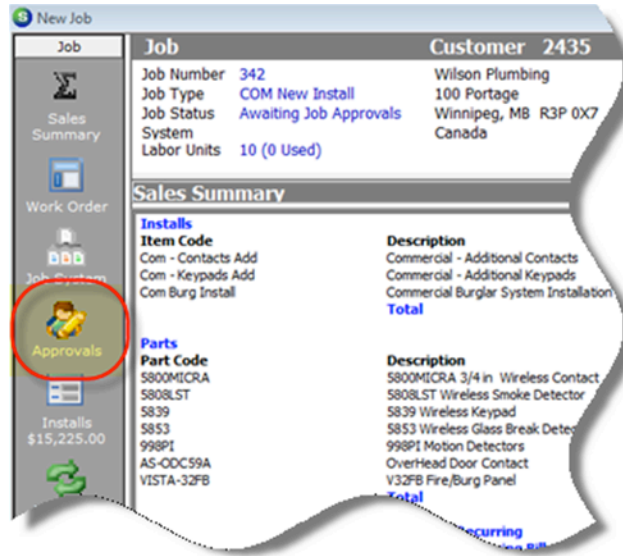 New Job
Job
Sales
Summary
Work Order
Job System
Approvals
Installs
$15,225.00
Job Customer 2435
Job Number 342 Wilson Plumbing
Job Type COM New Install 100 Portage
Job Status Awaiting Job Approvals Winnipeg, MB R3P 0X7
System Canada
Labor Units 10 (0 Used)
Sales Summary
Installs
Item Code Description
Com - Contacts Add Commercial - Additional Contacts
Com - Keypads Add Commercial - Additional Keypads
Com Burg Install Commercial Burglar System Installation
Total
Parts
Part Code Description
5800MICRA 5800MICRA 3/4 in Wireless Contact
5808LST 5808LST Wireless Smoke Detector
5839 5839 Wireless Keypad
5853 5853 Wireless Glass Break Detec
998PI 998PI Motion Detectors
AS-ODC59A OverHead Door Contact
VISTA-32FB V32FB Fire/Burg Panel
Total
Recurring